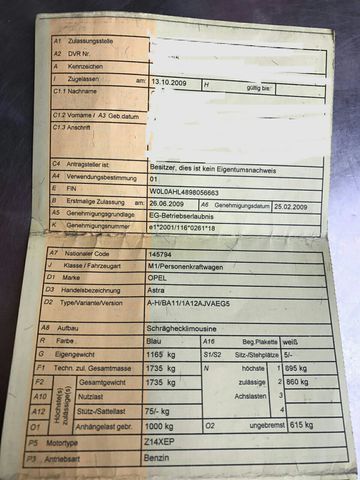 A1 Zulassungsstelle
A2 DVR Nr.
A Kennzeichen
I Zugelassen am: 13.10.2009 H gültig bis:
C1.1 Nachname
C1.2 Vorname / A3 Geb.datum
C1.3 Anschrift
C4 Antragsteller ist: Besitzer, dies ist kein Eigentumsnachweis
A4 Verwendungsbestimmung 01
E FIN W0L0AHL4898056663
B Erstmalige Zulassung am: 26.06.2009 A6 Genehmigungsdatum 25.02.2009
A5 Genehmigungsgrundlage EG-Betriebserlaubnis
K Genehmigungsnummer e1*2001/116*0261*18
A7 Nationaler Code 145794
J Klasse / Fahrzeugart M1/Personenkraftwagen
D1 Marke OPEL
D3 Handelsbezeichnung Astra
D2 Type/Variante/Version A-H/BA11/1A12AJVAEG5
A8 Aufbau Schräghecklimousine
R Farbe Blau A16 Beg.Plakette weiß
G Eigengewicht 1165 kg S1/S2 Sitz-/Stehplätze 5/-
F1 Techn. zul. Gesamtmasse 1735 kg N höchste 1 895 kg
F2 Höchste(s) zulässige(s) Gesamtgewicht 1735 kg zulässige 2 860 kg
A10 Nutzlast kg Achslasten 3
A12 Stütz-/Sattellast 75/- kg 4
O1 Anhängelast gebr. 1000 kg O2 ungebremst 615 kg
P5 Motortype Z14XEP
P3 Antriebsart Benzin